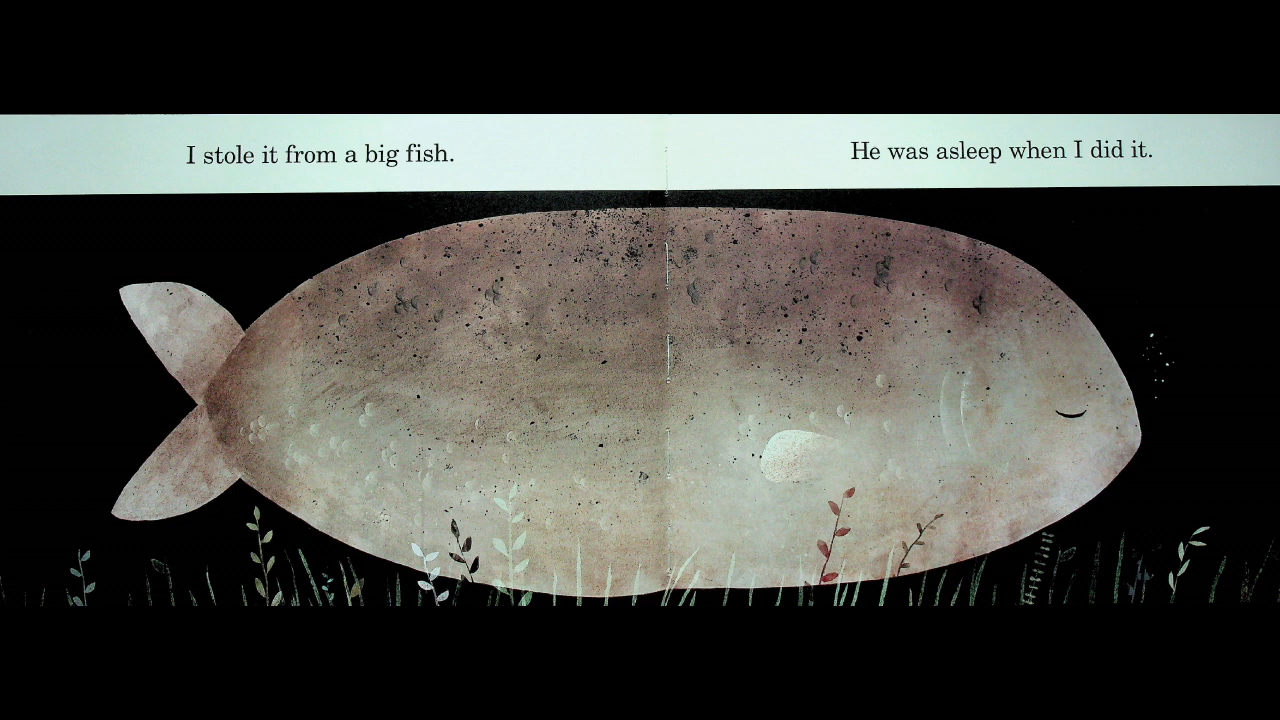 I stole it from a big fish.
He was asleep when I did it.